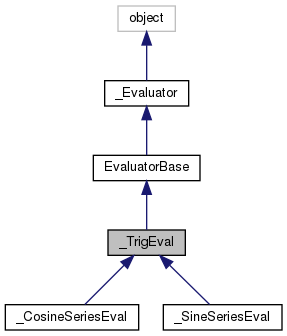 object
_Evaluator
EvaluatorBase
_TrigEval
_CosineSeriesEval
_SineSeriesEval